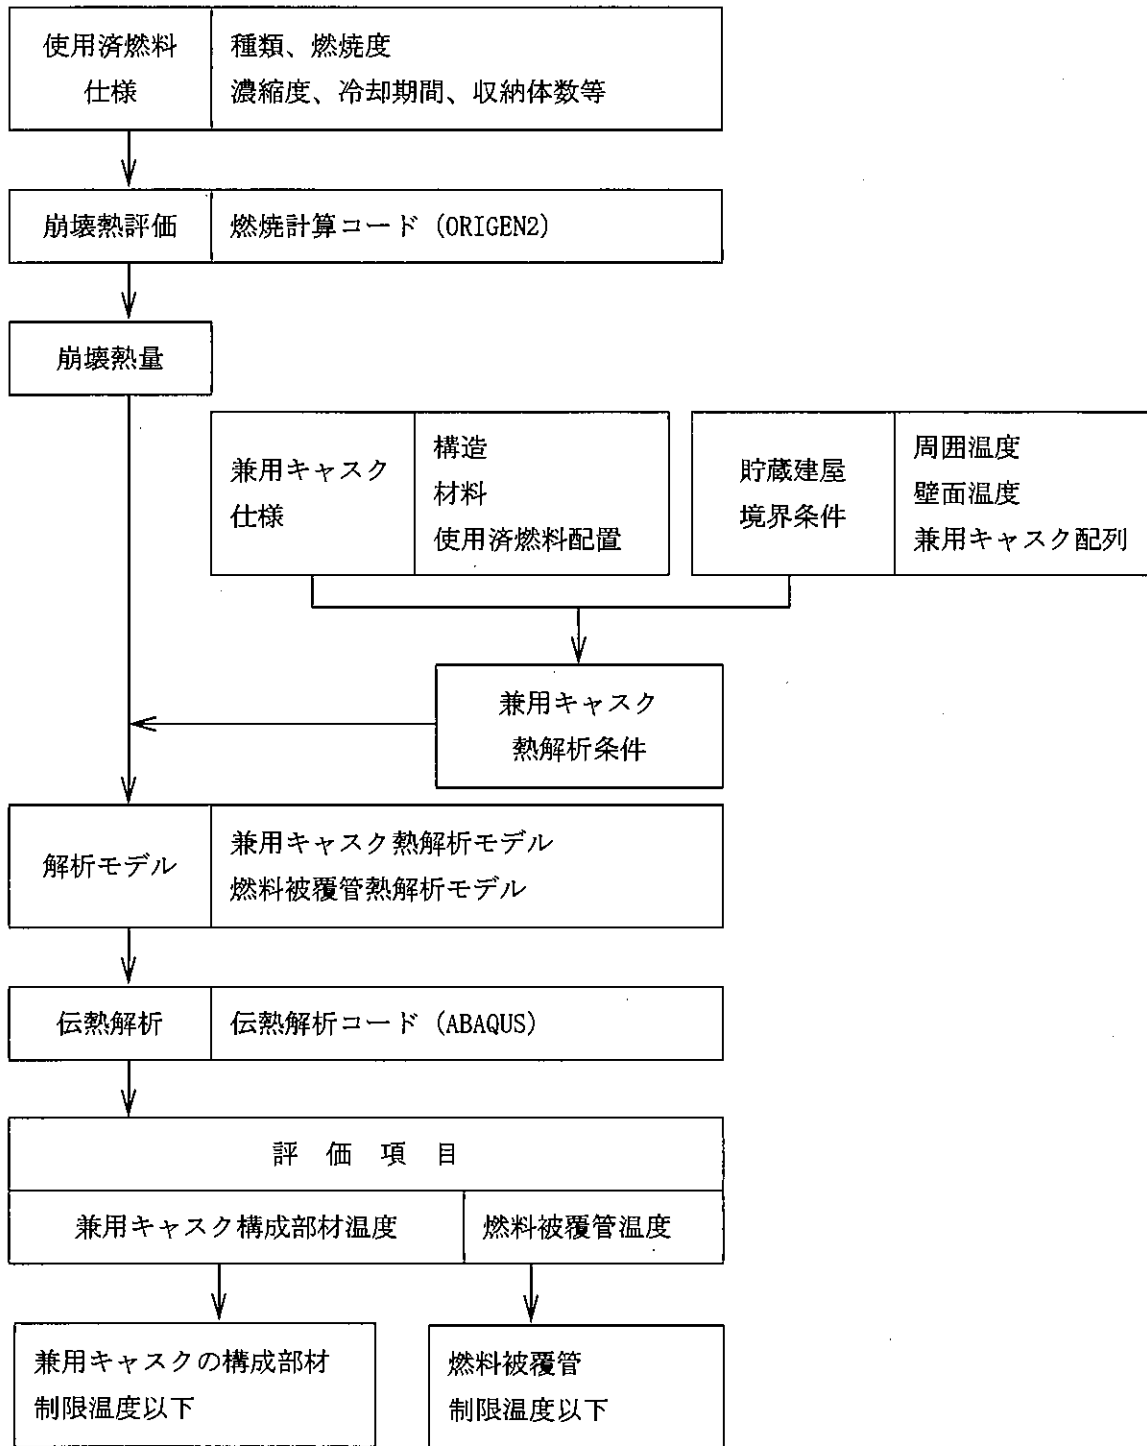 使用済燃料
仕様
種類、燃焼度
濃縮度、冷却期間、収納体数等
崩壊熱評価
燃焼計算コード (ORIGEN2)
崩壊熱量
兼用キャスク
仕様
構造
材料
使用済燃料配置
貯蔵建屋
境界条件
周囲温度
壁面温度
兼用キャスク配列
兼用キャスク
熱解析条件
解析モデル
兼用キャスク熱解析モデル
燃料被覆管熱解析モデル
伝熱解析
伝熱解析コード (ABAQUS)
評 価 項 目
兼用キャスク構成部材温度
燃料被覆管温度
兼用キャスクの構成部材
制限温度以下
燃料被覆管
制限温度以下